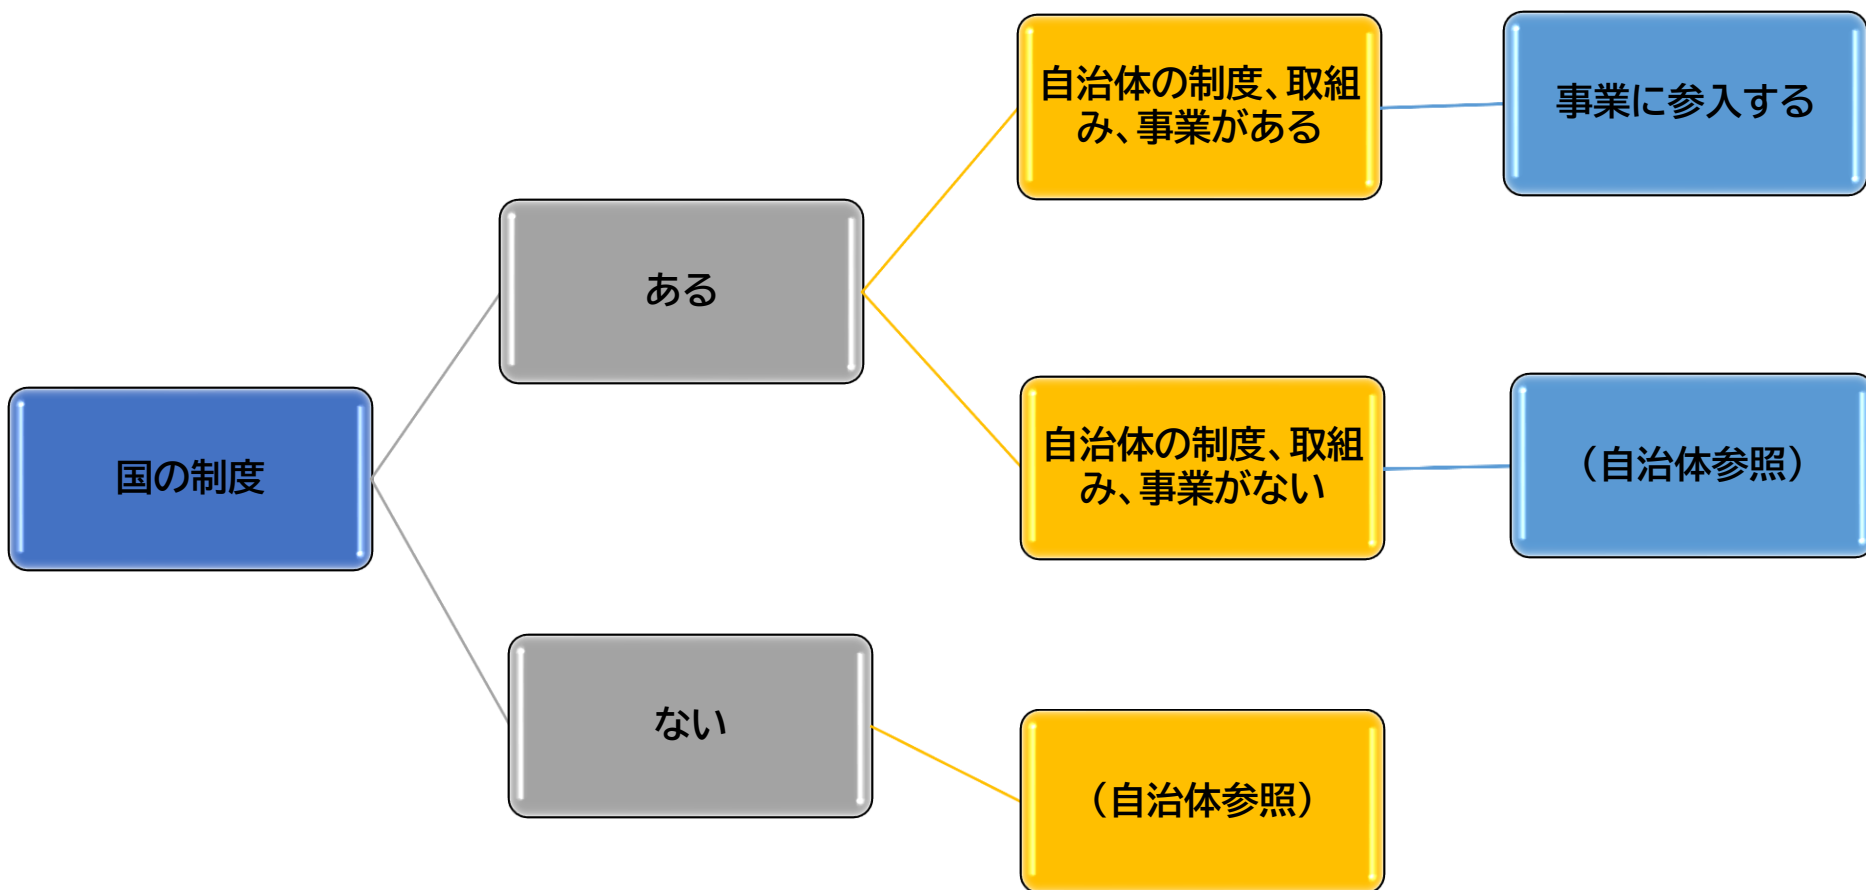 自治体の制度、取組
み、事業がある
事業に参入する
ある
国の制度
自治体の制度、取組
み、事業がない
（自治体参照）
ない
（自治体参照）